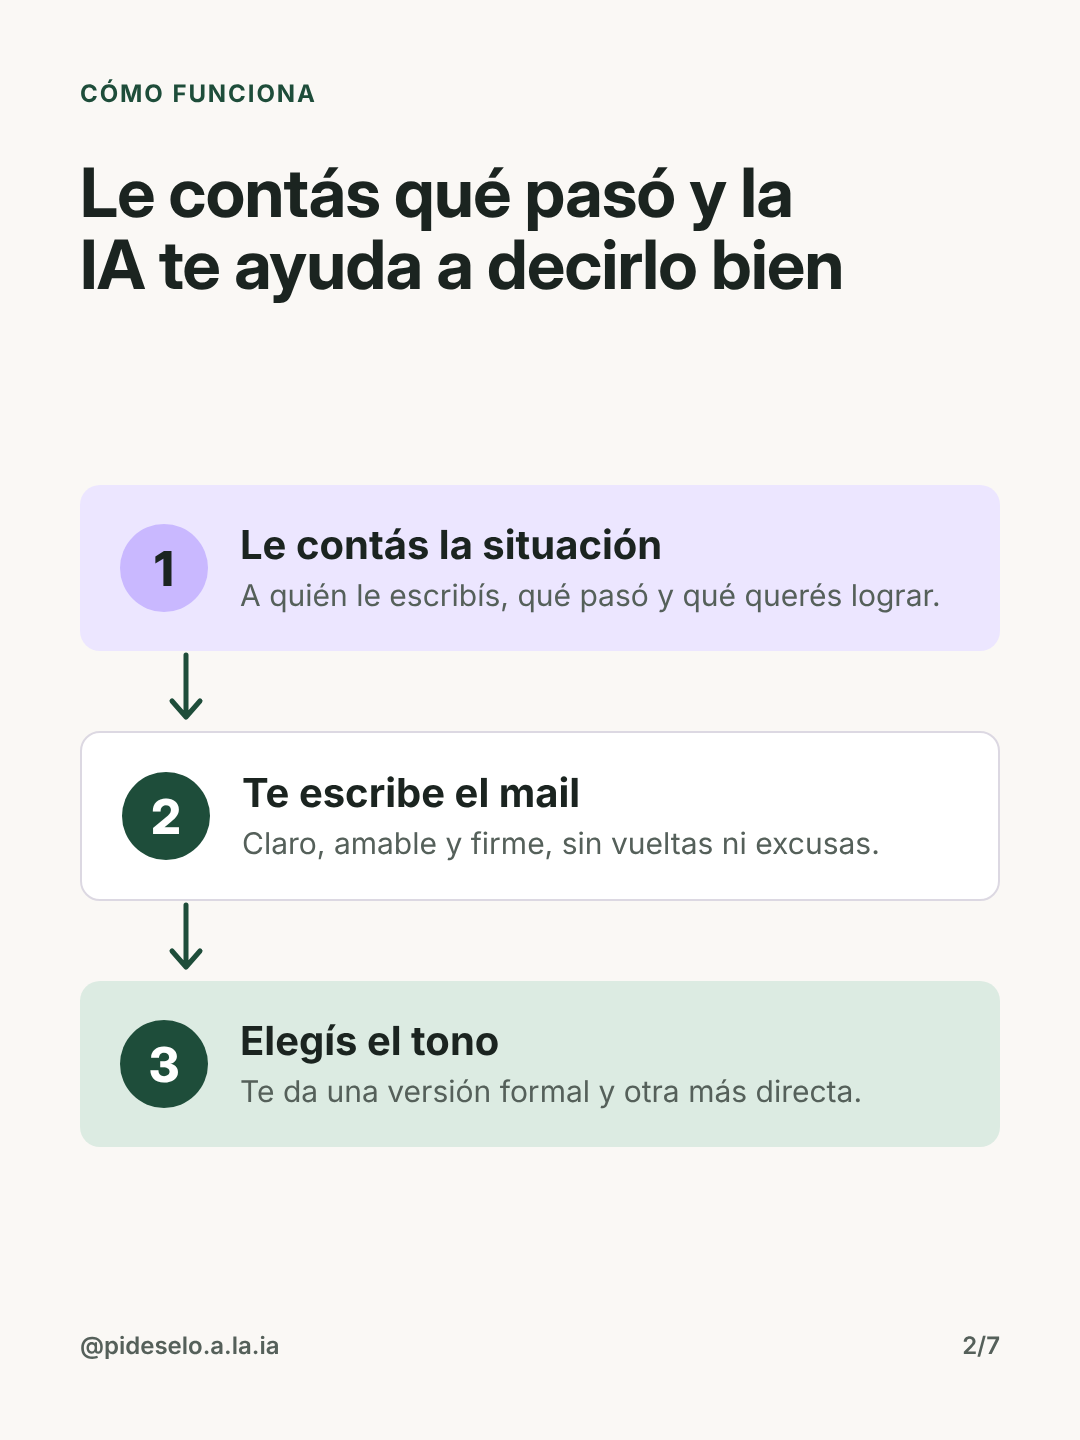 CÓMO FUNCIONA
Le contás qué pasó y la
IA te ayuda a decirlo bien
1
Le contás la situación
A quién le escribís, qué pasó y qué querés lograr.
2
Te escribe el mail
Claro, amable y firme, sin vueltas ni excusas.
3
Elegís el tono
Te da una versión formal y otra más directa.
@pideselo.a.la.ia
2/7